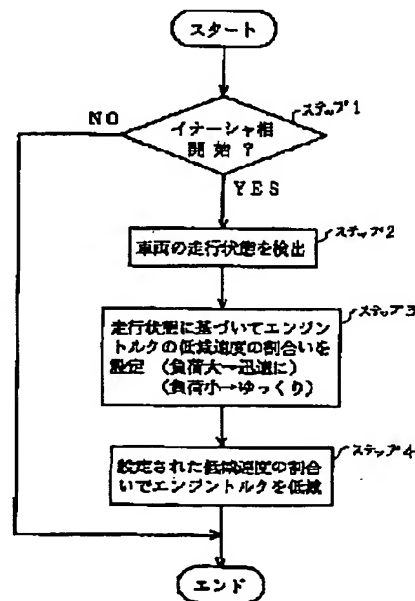 スタート
ステップ1
NO
イナーシャ相
開始?
YES
ステップ2
車両の走行状態を検出
ステップ3
走行状態に基づいてエンジン
トルクの低減速度の割合いを
設定 (負荷大→迅速に)
(負荷小→ゆっくり)
ステップ4
設定された低減速度の割合
いでエンジントルクを低減
エンド